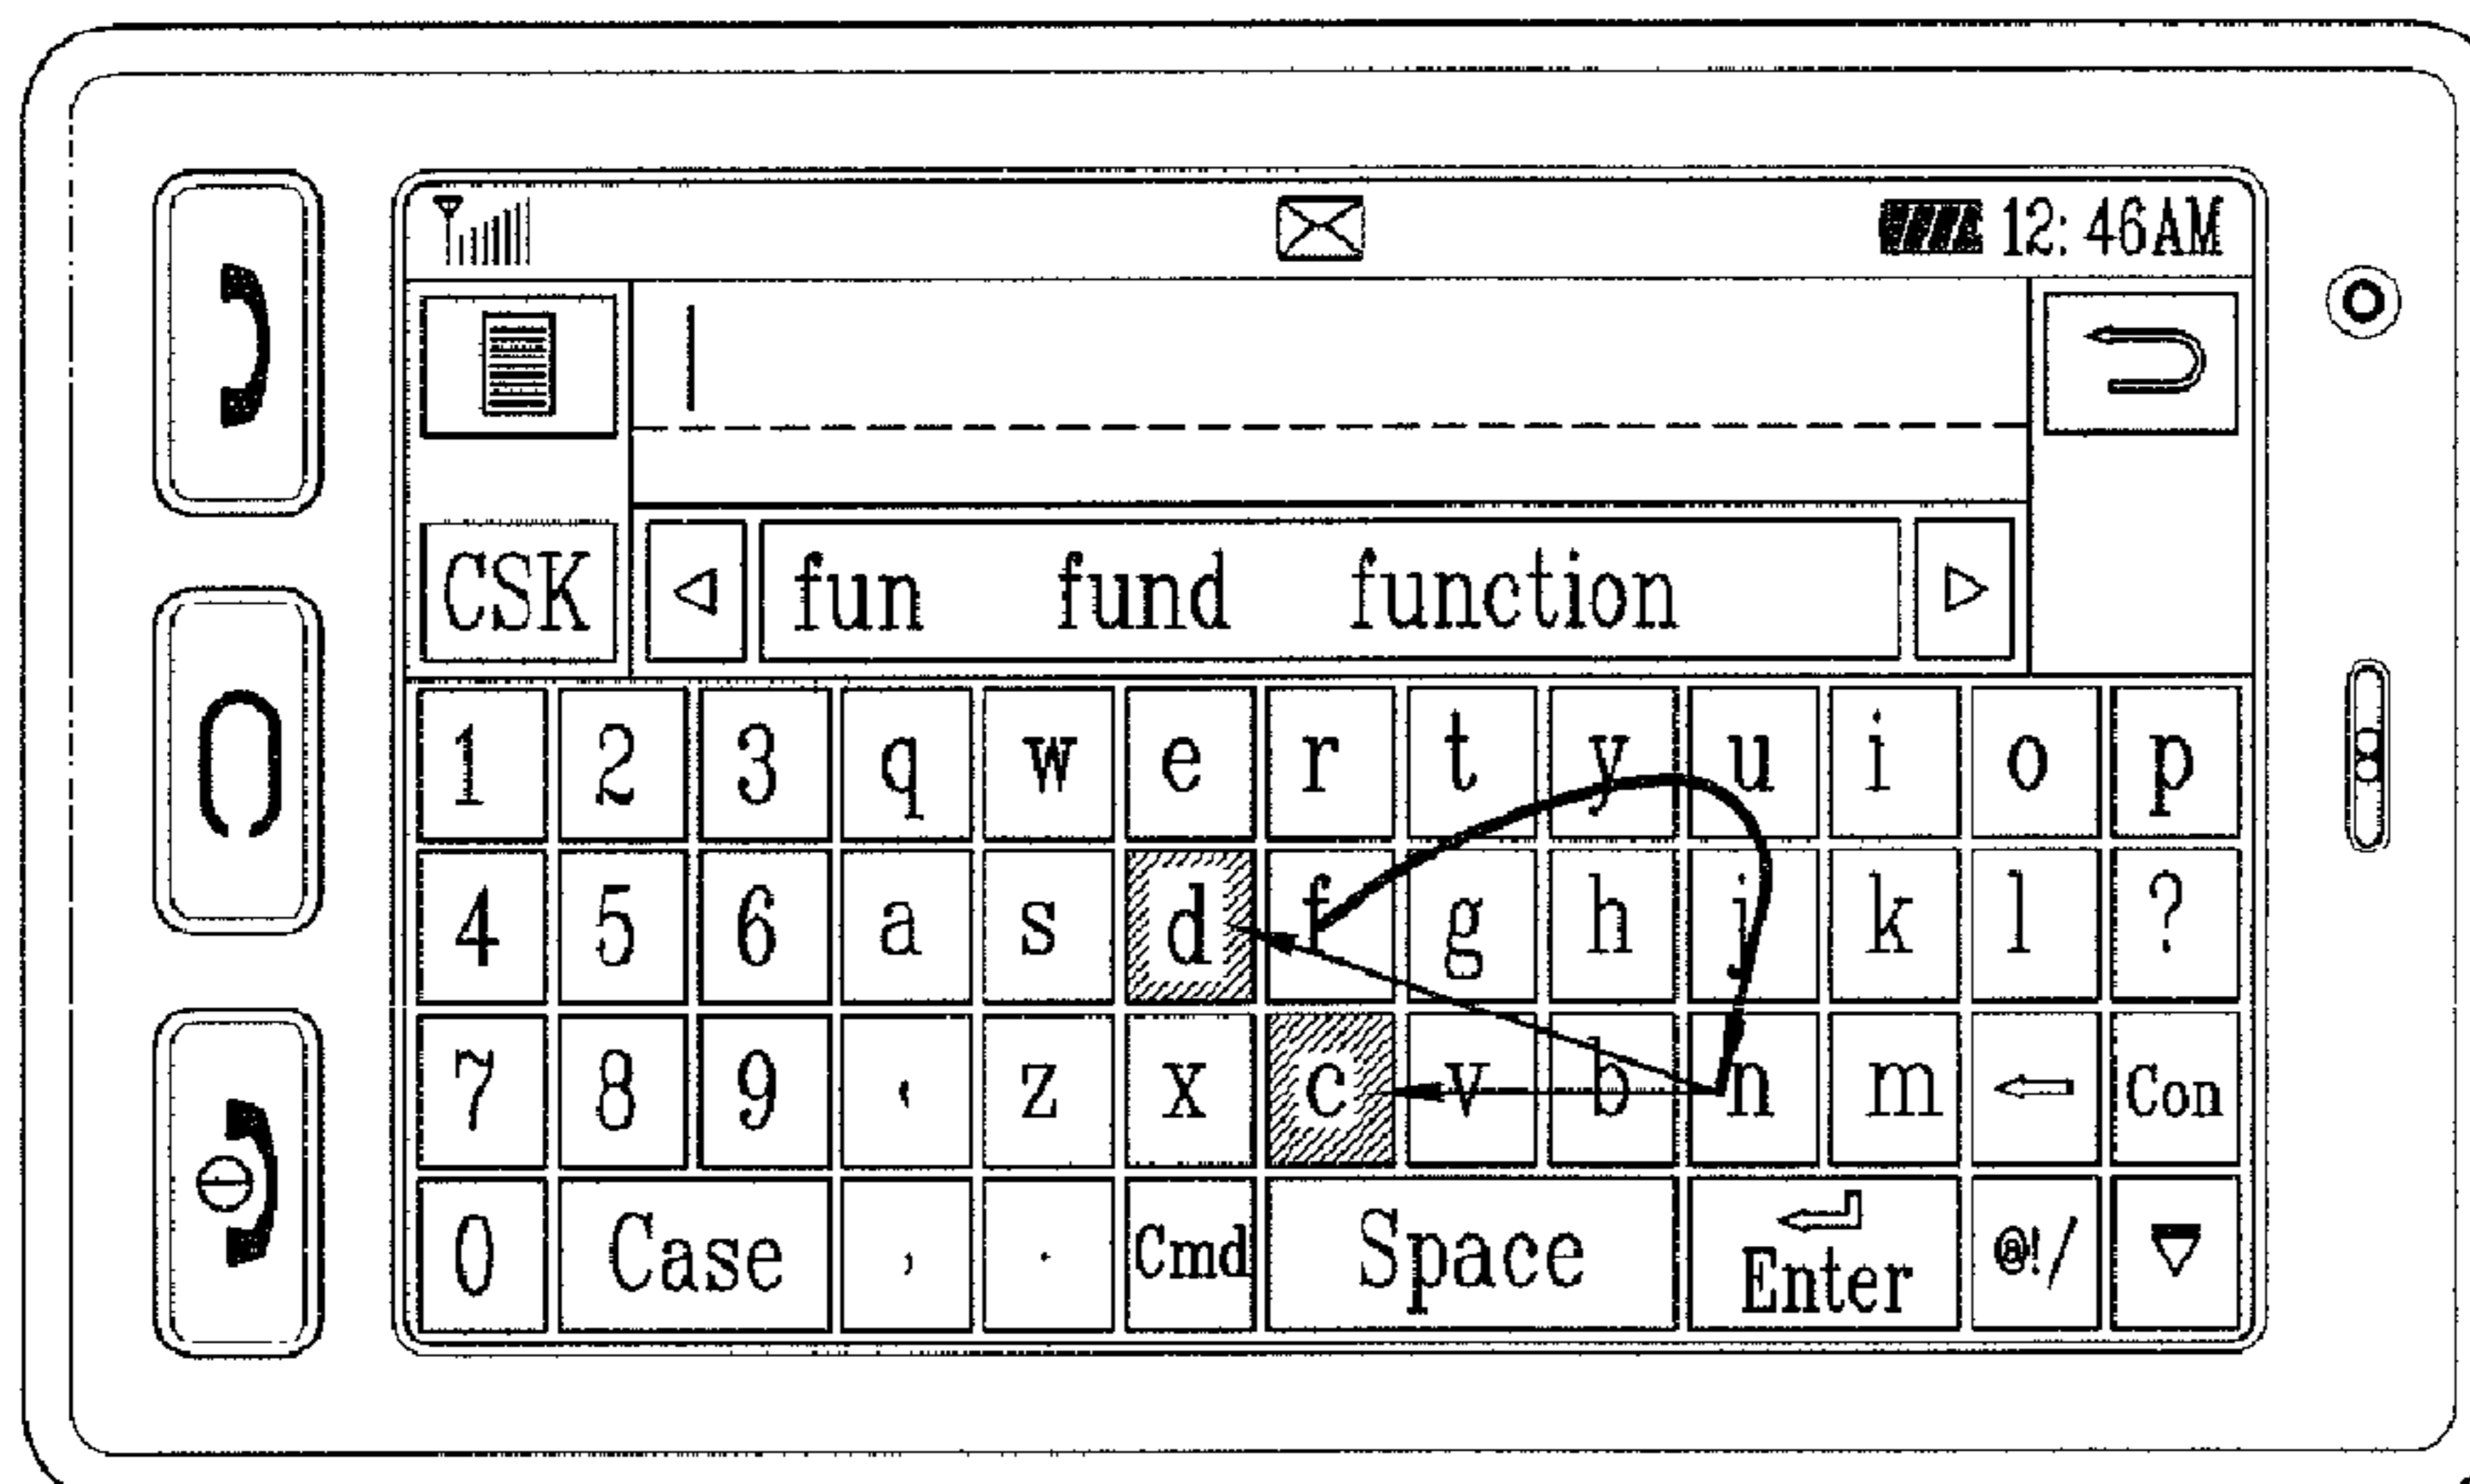 12:46AM
CSK fun fund function
1 2 3 q w e r t y u i o p
4 5 6 a s d f g h j k l ?
7 8 9 ‘ z x c v b n m ← Con
0 Case , . Cmd Space Enter @!/